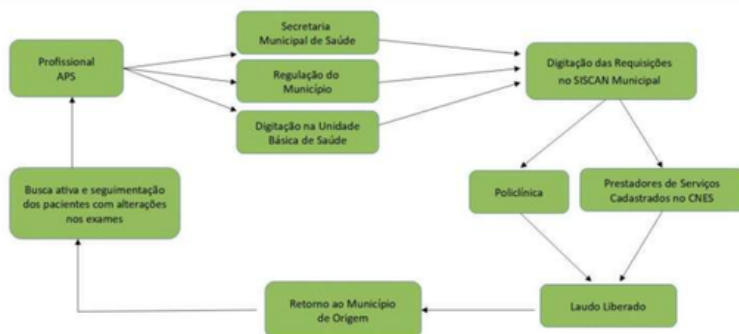 Profissional
APS
Secretaria
Municipal de Saúde
Regulação do
Município
Digitação na Unidade
Básica de Saúde
Digitação das Requisições
no SISCAN Municipal
Policlínica
Prestadores de Serviços
Cadastrados no CNES
Laudo Liberado
Retorno ao Município
de Origem
Busca ativa e seguimentação
dos pacientes com alterações
nos exames